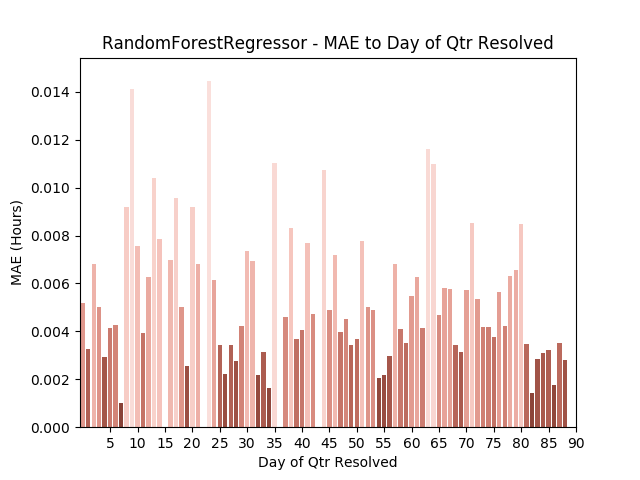 RandomForestRegressor - MAE to Day of Qtr Resolved
0.014
0.012
0.010
0.008
0.006
0.004
0.002
0.000
MAE (Hours)
5 10 15 20 25 30 35 40 45 50 55 60 65 70 75 80 85 90
Day of Qtr Resolved